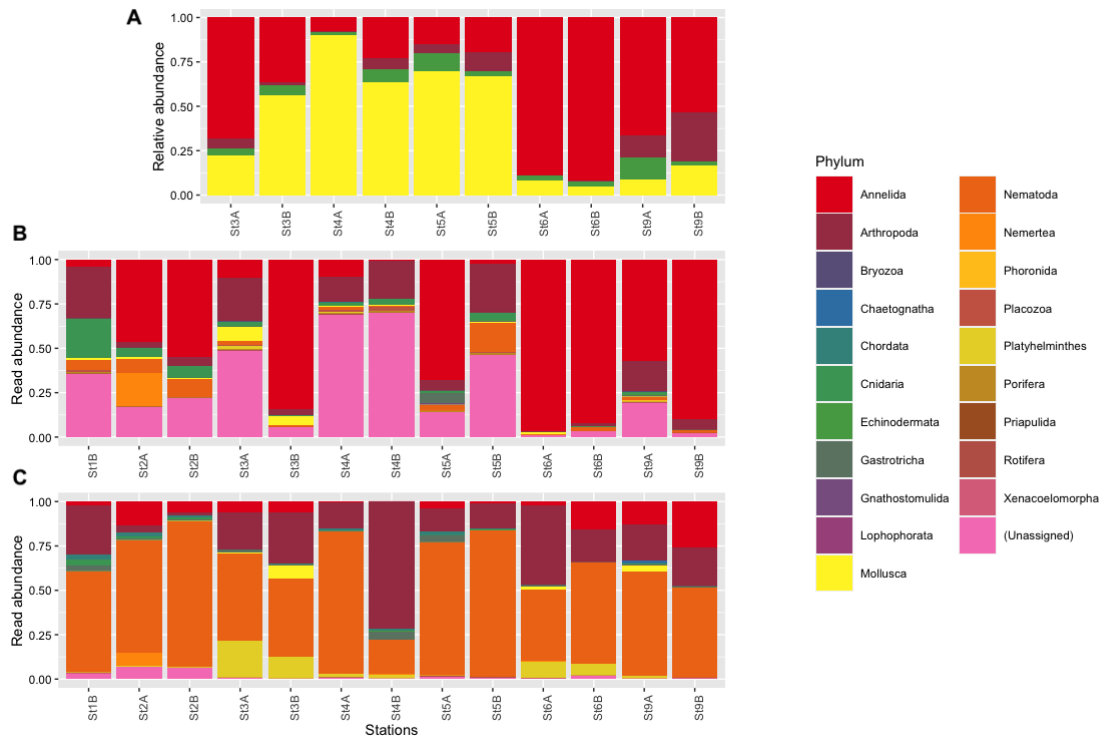 A
Relative abundance
1.00
0.75
0.50
0.25
0.00
St3A St3B St4A St4B St5A St5B St6A St6B St9A St9B
B
Read abundance
1.00
0.75
0.50
0.25
0.00
St1B St2A St2B St3A St3B St4A St4B St5A St5B St6A St6B St9A St9B
C
Read abundance
1.00
0.75
0.50
0.25
0.00
St1B St2A St2B St3A St3B St4A St4B St5A St5B St6A St6B St9A St9B
Stations
Phylum
Annelida
Arthropoda
Bryozoa
Chaetognatha
Chordata
Cnidaria
Echinodermata
Gastrotricha
Gnathostomulida
Lophophorata
Mollusca
Nematoda
Nemertea
Phoronida
Placozoa
Platyhelminthes
Porifera
Priapulida
Rotifera
Xenacoelomorpha
(Unassigned)